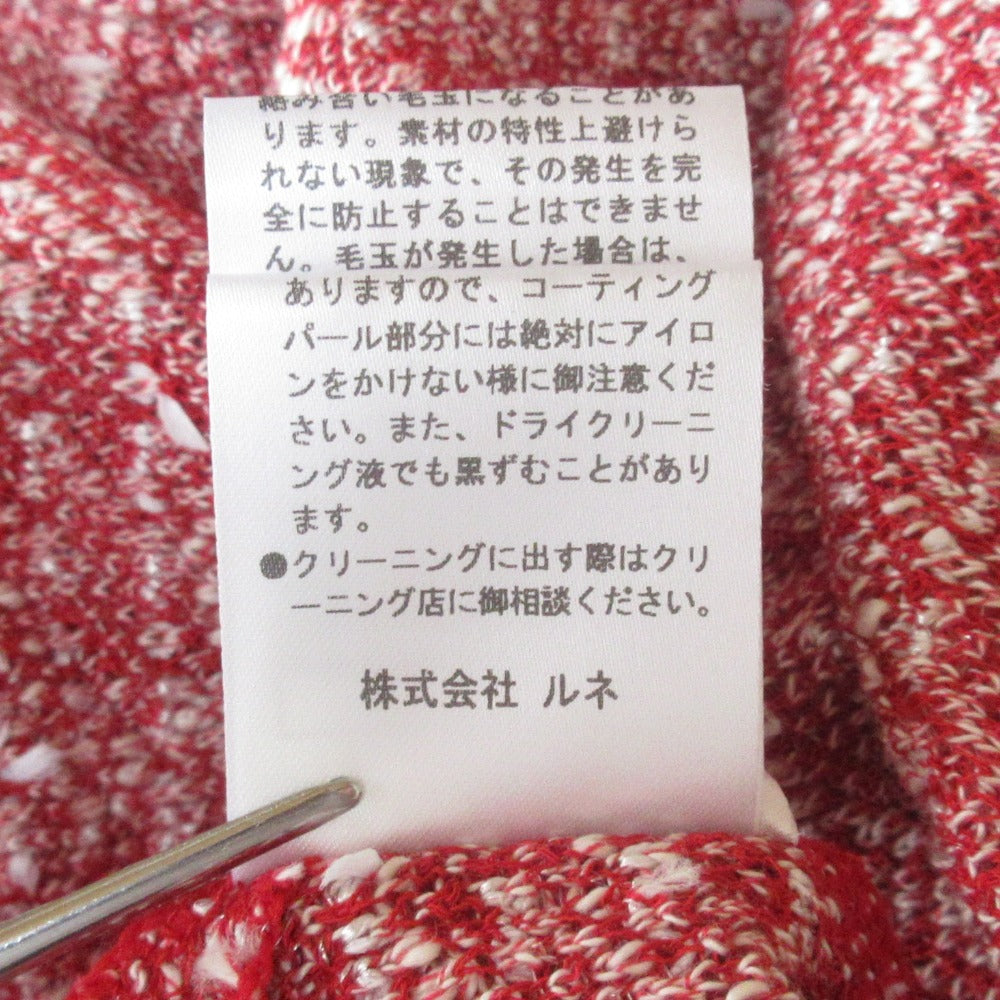 絡み合い毛玉になることがあ
ります。素材の特性上避けら
れない現象で、その発生を完
全に防止することはできませ
ん。毛玉が発生した場合は、
ありますので、コーティング
パール部分には絶対にアイロ
ンをかけない様に御注意くだ
さい。また、ドライクリーニ
ング液でも黒ずむことがあり
ます。
●クリーニングに出す際はクリ
ーニング店に御相談ください。
株式会社 ルネ